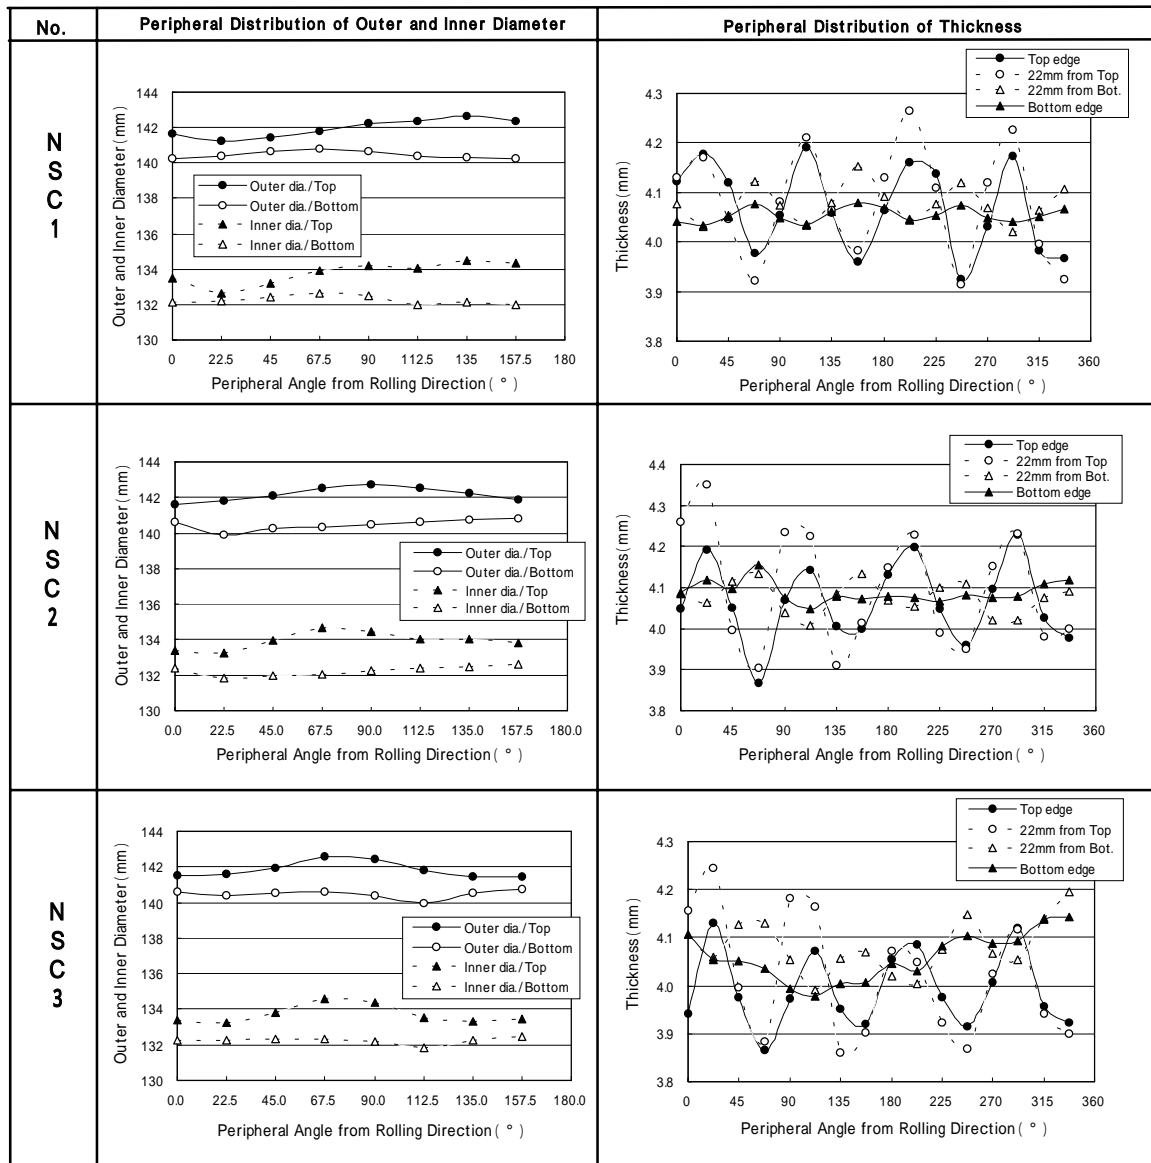 No.
Peripheral Distribution of Outer and Inner Diameter
Peripheral Distribution of Thickness
NSC1
Outer and Inner Diameter (mm)
144
142
140
138
136
134
132
130
Outer dia./Top
Outer dia./Bottom
Inner dia./Top
Inner dia./Bottom
0 22.5 45 67.5 90 112.5 135 157.5 180
Peripheral Angle from Rolling Direction ( ° )
Top edge
22mm from Top
22mm from Bot.
Bottom edge
Thickness (mm)
4.3
4.2
4.1
4.0
3.9
3.8
0 45 90 135 180 225 270 315 360
Peripheral Angle from Rolling Direction ( ° )
NSC2
Outer and Inner Diameter (mm)
144
142
140
138
136
134
132
130
Outer dia./Top
Outer dia./Bottom
Inner dia./Top
Inner dia./Bottom
0.0 22.5 45.0 67.5 90.0 112.5 135.0 157.5 180.0
Peripheral Angle from Rolling Direction ( ° )
Top edge
22mm from Top
22mm from Bot.
Bottom edge
Thickness (mm)
4.4
4.3
4.2
4.1
4.0
3.9
3.8
0 45 90 135 180 225 270 315 360
Peripheral Angle from Rolling Direction ( ° )
NSC3
Outer and Inner Diameter (mm)
144
142
140
138
136
134
132
130
Outer dia./Top
Outer dia./Bottom
Inner dia./Top
Inner dia./Bottom
0.0 22.5 45.0 67.5 90.0 112.5 135.0 157.5 180.0
Peripheral Angle from Rolling Direction ( ° )
Top edge
22mm from Top
22mm from Bot.
Bottom edge
Thickness (mm)
4.3
4.2
4.1
4.0
3.9
3.8
0 45 90 135 180 225 270 315 360
Peripheral Angle from Rolling Direction ( ° )